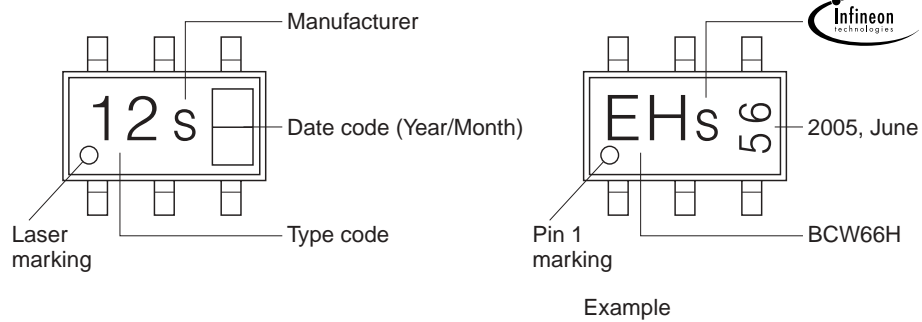 Manufacturer
Infineon
technologies
12s
Date code (Year/Month)
EHs
56
2005, June
Laser
marking
Type code
Pin 1
marking
BCW66H
Example